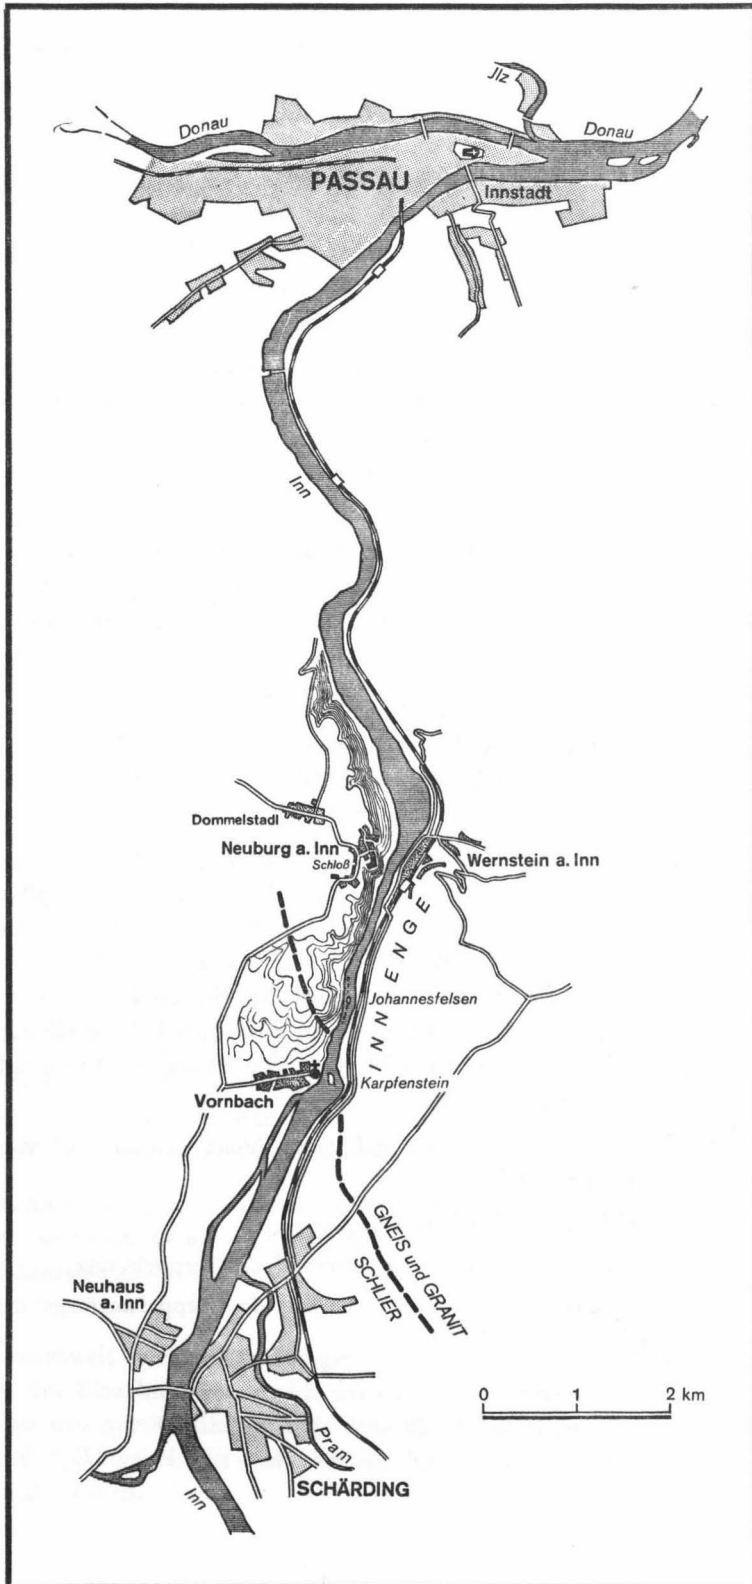 Jlz
Donau
Donau
PASSAU
Innstadt
Inn
Dommelstadl
Neuburg a. Inn
Schloß
Wernstein a. Inn
INNENGE
Johannesfelsen
Karpfenstein
Vornbach
GNEIS und GRANIT
SCHLIER
Neuhaus
a. Inn
0 1 2 km
Pram
SCHÄRDING
Inn